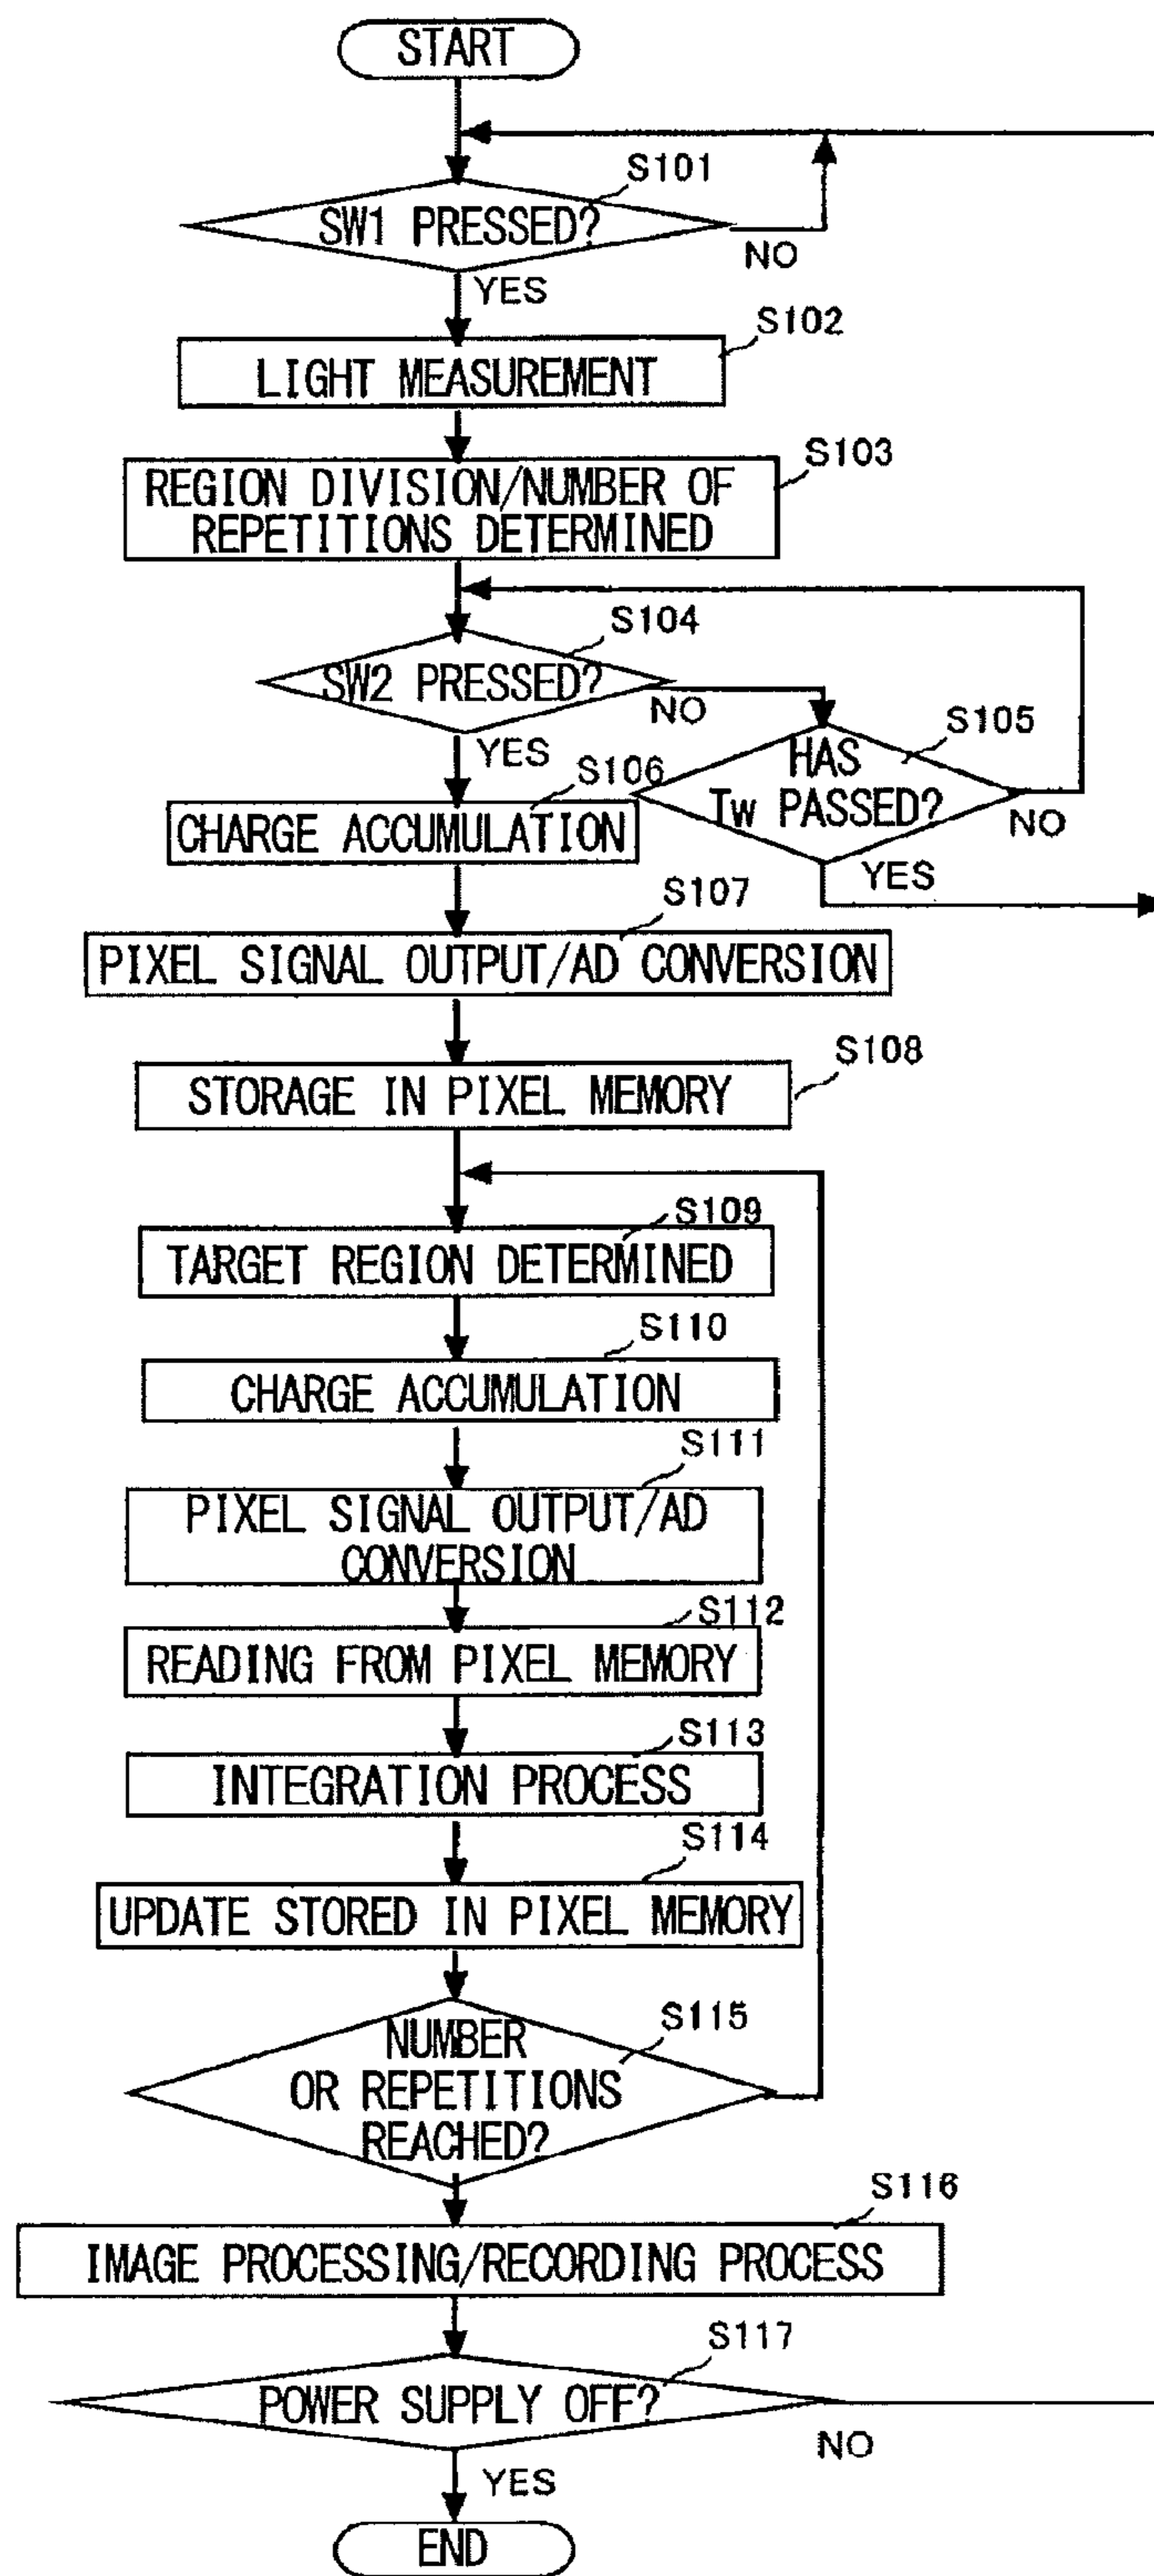 START
S101
SW1 PRESSED?
NO
YES
S102
LIGHT MEASUREMENT
S103
REGION DIVISION/NUMBER OF
REPETITIONS DETERMINED
S104
SW2 PRESSED?
NO
YES
S105
HAS
Tw PASSED?
NO
YES
S106
CHARGE ACCUMULATION
S107
PIXEL SIGNAL OUTPUT/AD CONVERSION
S108
STORAGE IN PIXEL MEMORY
S109
TARGET REGION DETERMINED
S110
CHARGE ACCUMULATION
S111
PIXEL SIGNAL OUTPUT/AD
CONVERSION
S112
READING FROM PIXEL MEMORY
S113
INTEGRATION PROCESS
S114
UPDATE STORED IN PIXEL MEMORY
S115
NUMBER
OR REPETITIONS
REACHED?
S116
IMAGE PROCESSING/RECORDING PROCESS
S117
POWER SUPPLY OFF?
NO
YES
END